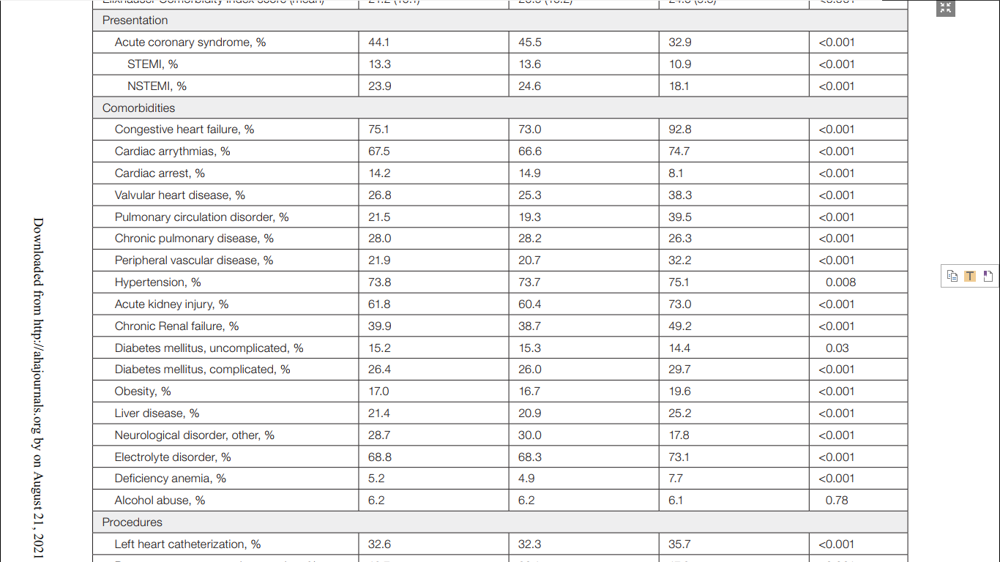 Elixhauser Comorbidity Index score (mean) <0.001
Presentation
Acute coronary syndrome, % 44.1 45.5 32.9 <0.001
STEMI, % 13.3 13.6 10.9 <0.001
NSTEMI, % 23.9 24.6 18.1 <0.001
Comorbidities
Congestive heart failure, % 75.1 73.0 92.8 <0.001
Cardiac arrythmias, % 67.5 66.6 74.7 <0.001
Cardiac arrest, % 14.2 14.9 8.1 <0.001
Valvular heart disease, % 26.8 25.3 38.3 <0.001
Pulmonary circulation disorder, % 21.5 19.3 39.5 <0.001
Chronic pulmonary disease, % 28.0 28.2 26.3 <0.001
Peripheral vascular disease, % 21.9 20.7 32.2 <0.001
Hypertension, % 73.8 73.7 75.1 0.008
Acute kidney injury, % 61.8 60.4 73.0 <0.001
Chronic Renal failure, % 39.9 38.7 49.2 <0.001
Diabetes mellitus, uncomplicated, % 15.2 15.3 14.4 0.03
Diabetes mellitus, complicated, % 26.4 26.0 29.7 <0.001
Obesity, % 17.0 16.7 19.6 <0.001
Liver disease, % 21.4 20.9 25.2 <0.001
Neurological disorder, other, % 28.7 30.0 17.8 <0.001
Electrolyte disorder, % 68.8 68.3 73.1 <0.001
Deficiency anemia, % 5.2 4.9 7.7 <0.001
Alcohol abuse, % 6.2 6.2 6.1 0.78
Procedures
Left heart catheterization, % 32.6 32.3 35.7 <0.001
Downloaded from http://ahajournals.org by on August 21, 2021
T